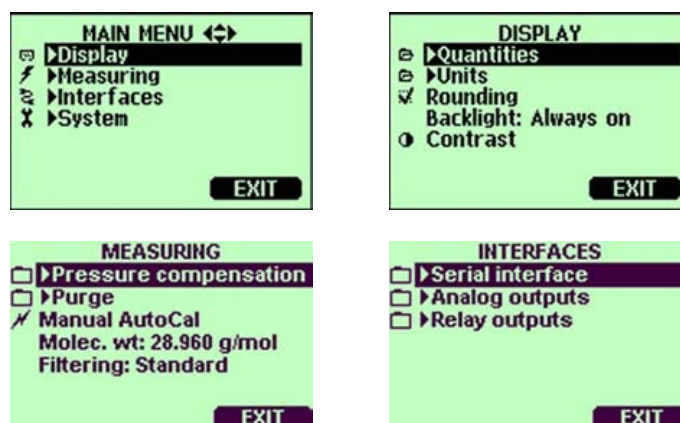 MAIN MENU
Display
Measuring
Interfaces
System
EXIT
DISPLAY
Quantities
Units
Rounding
Backlight: Always on
Contrast
EXIT
MEASURING
Pressure compensation
Purge
Manual AutoCal
Molec. wt: 28.960 g/mol
Filtering: Standard
EXIT
INTERFACES
Serial interface
Analog outputs
Relay outputs
EXIT